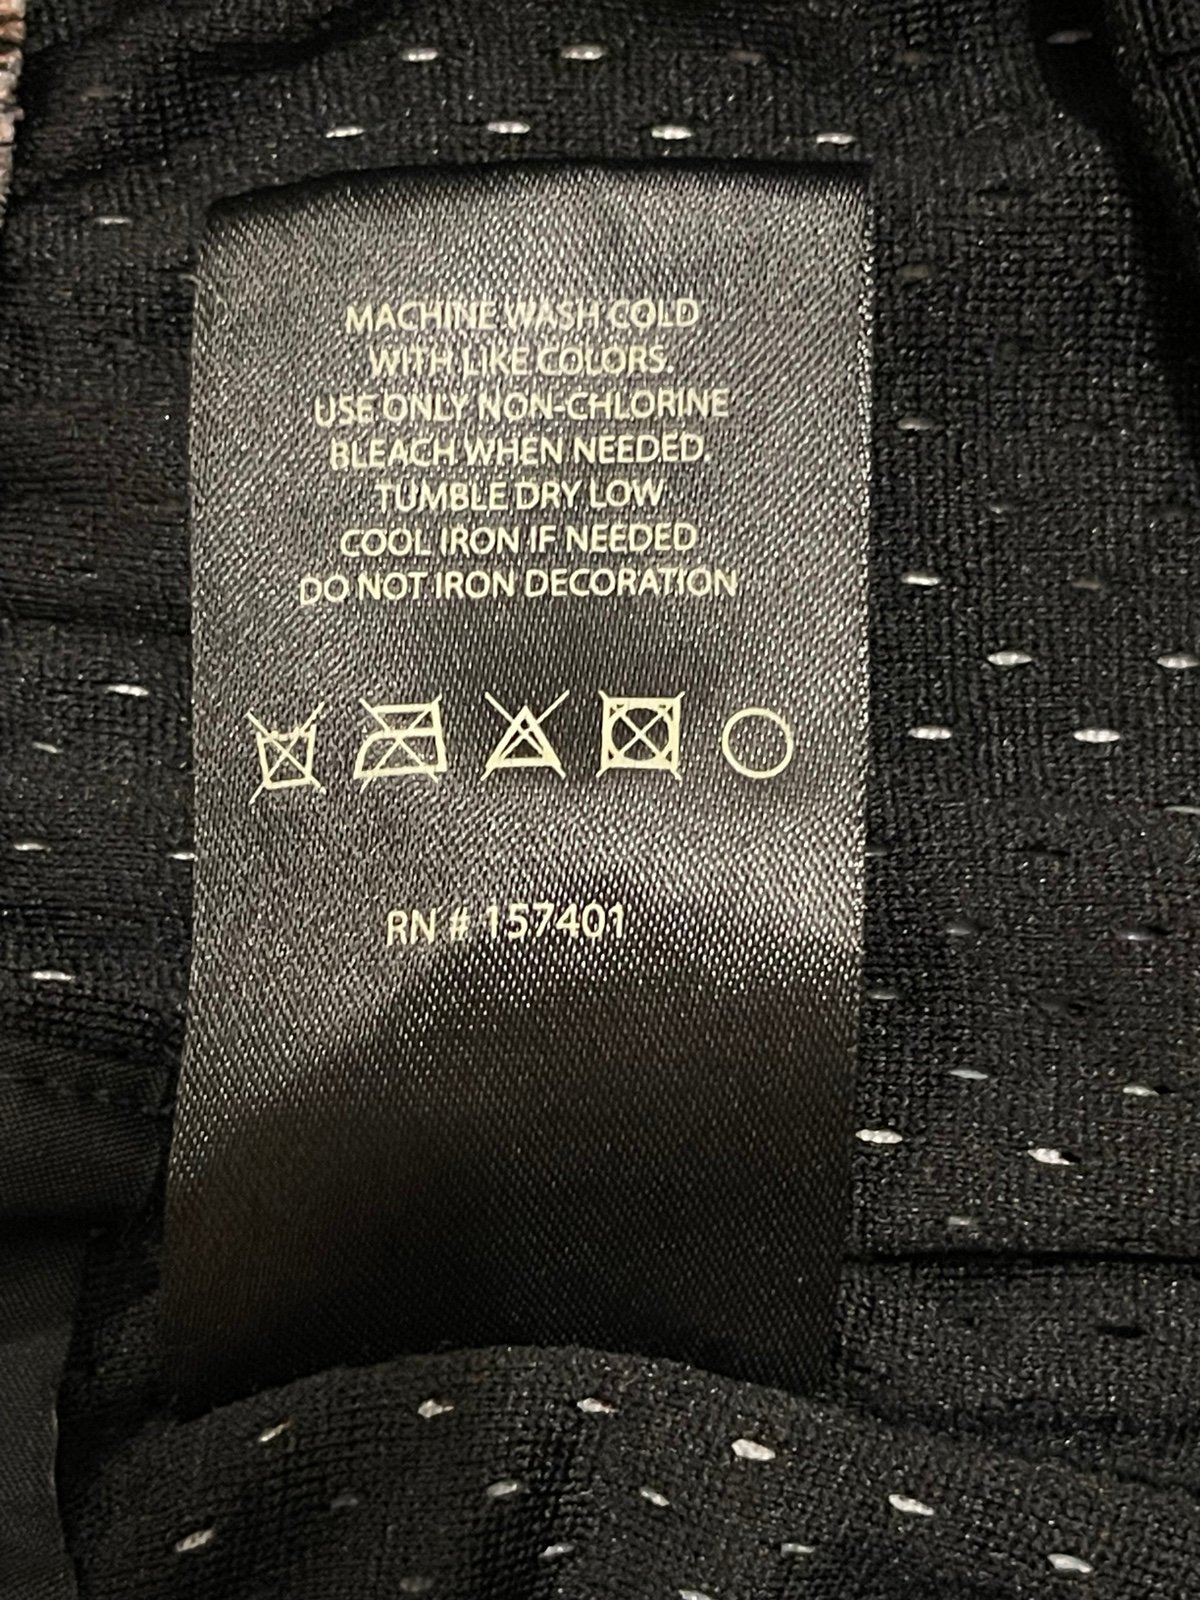 MACHINE WASH COLD
WITH LIKE COLORS.
USE ONLY NON-CHLORINE
BLEACH WHEN NEEDED
TUMBLE DRY LOW
COOL IRON IF NEEDED
DO NOT IRON DECORATION
RN # 157401